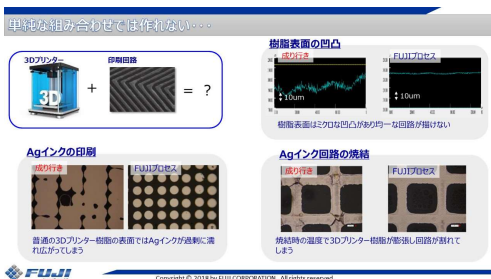 単純な組み合わせでは作れない・・・
3Dプリンター
印刷回路
3D
+
= ?
樹脂表面の凹凸
成り行き
FUJIプロセス
10um
10um
樹脂表面はミクロな凹凸があり均一な回路が描けない
Agインクの印刷
成り行き
FUJIプロセス
普通の3Dプリンター樹脂の表面ではAgインクが過剰に濡
れ広がってしまう
Agインク回路の焼結
成り行き
FUJIプロセス
焼結時の温度で3Dプリンター樹脂が膨張し回路が割れて
しまう
FUJI
Copyright © 2018 by FUJI CORPORATION. All rights reserved.